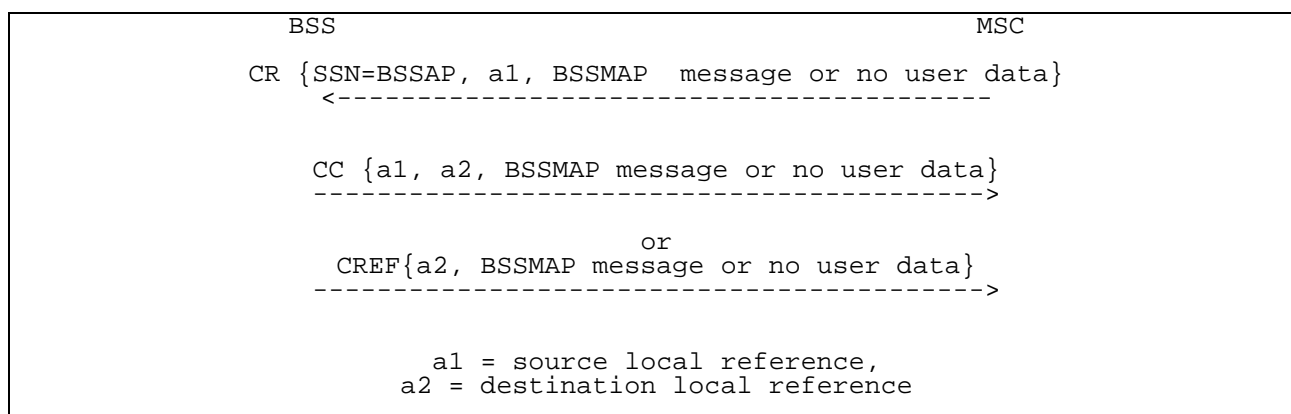 BSS MSC
CR {SSN=BSSAP, a1, BSSMAP  message or no user data}
<-----------------------------------------
CC {a1, a2, BSSMAP message or no user data}
------------------------------------------>
or
CREF{a2, BSSMAP message or no user data}
------------------------------------------>
a1 = source local reference,
a2 = destination local reference